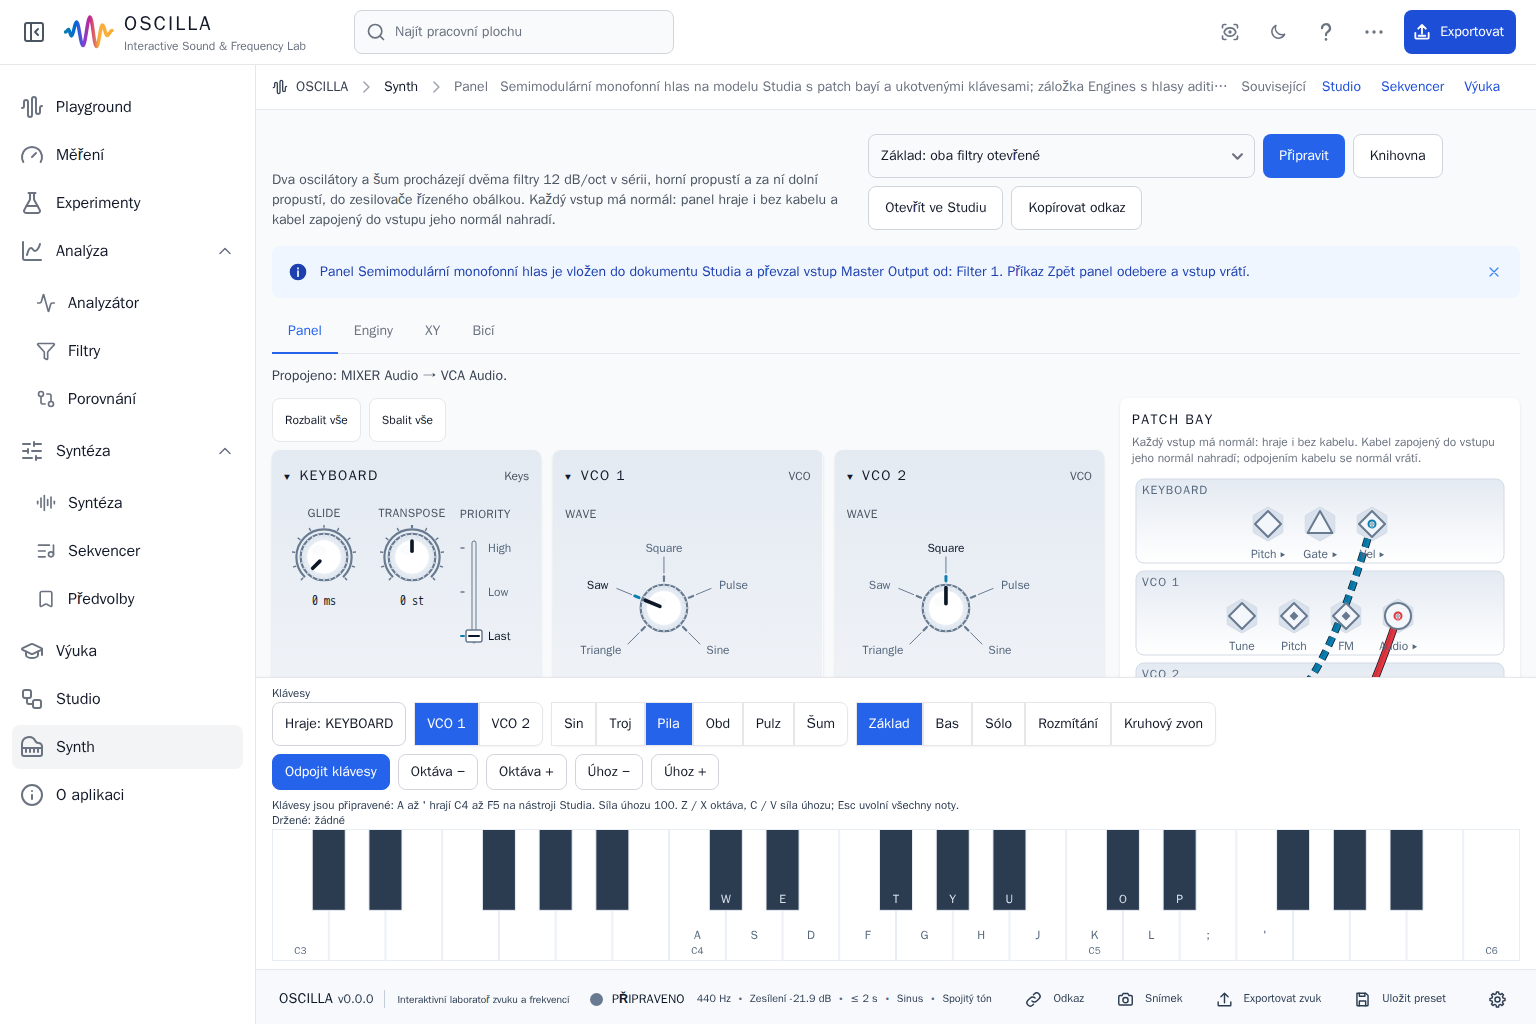 OSCILLA
Interactive Sound & Frequency Lab
Najít pracovní plochu
Exportovat
Playground
Měření
Experimenty
Analýza
Analyzátor
Filtry
Porovnání
Syntéza
Syntéza
Sekvencer
Předvolby
Výuka
Studio
Synth
O aplikaci
OSCILLA
Synth
Panel
Semimodulární monofonní hlas na modelu Studia s patch bayí a ukotvenými klávesami; záložka Engines s hlasy aditi···
Související
Studio
Sekvencer
Výuka
Dva oscilátory a šum procházejí dvěma filtry 12 dB/oct v sérii, horní propustí a za ní dolní
propustí, do zesilovače řízeného obálkou. Každý vstup má normál: panel hraje i bez kabelu a
kabel zapojený do vstupu jeho normál nahradí.
Základ: oba filtry otevřené
Připravit
Knihovna
Otevřít ve Studiu
Kopírovat odkaz
Panel Semimodulární monofonní hlas je vložen do dokumentu Studia a převzal vstup Master Output od: Filter 1. Příkaz Zpět panel odebere a vstup vrátí.
Panel
Enginy
XY
Bicí
Propojeno: MIXER Audio → VCA Audio.
Rozbalit vše
Sbalit vše
▾ KEYBOARD
Keys
GLIDE
TRANSPOSE
PRIORITY
High
Low
Last
0 ms
0 st
▾ VCO 1
VCO
WAVE
Square
Saw
Pulse
Triangle
Sine
▾ VCO 2
VCO
WAVE
Square
Saw
Pulse
Triangle
Sine
PATCH BAY
Každý vstup má normál: hraje i bez kabelu. Kabel zapojený do vstupu
jeho normál nahradí; odpojením kabelu se normál vrátí.
KEYBOARD
Pitch ▸
Gate ▸
Vel ▸
VCO 1
Tune
Pitch
FM
Audio ▸
VCO 2
Klávesy
Hraje: KEYBOARD
VCO 1
VCO 2
Sin
Troj
Pila
Obd
Pulz
Šum
Základ
Bas
Sólo
Rozmítání
Kruhový zvon
Odpojit klávesy
Oktáva −
Oktáva +
Úhoz −
Úhoz +
Klávesy jsou připravené: A až ' hrají C4 až F5 na nástroji Studia. Síla úhozu 100. Z / X oktáva, C / V síla úhozu; Esc uvolní všechny noty.
Držené: žádné
W E T Y U O P
A S D F G H J K L ; '
C3 C4 C5 C6
OSCILLA v0.0.0
Interaktivní laboratoř zvuku a frekvencí
PŘIPRAVENO
440 Hz • Zesílení -21.9 dB • ≤ 2 s • Sinus • Spojitý tón
Odkaz
Snímek
Exportovat zvuk
Uložit preset